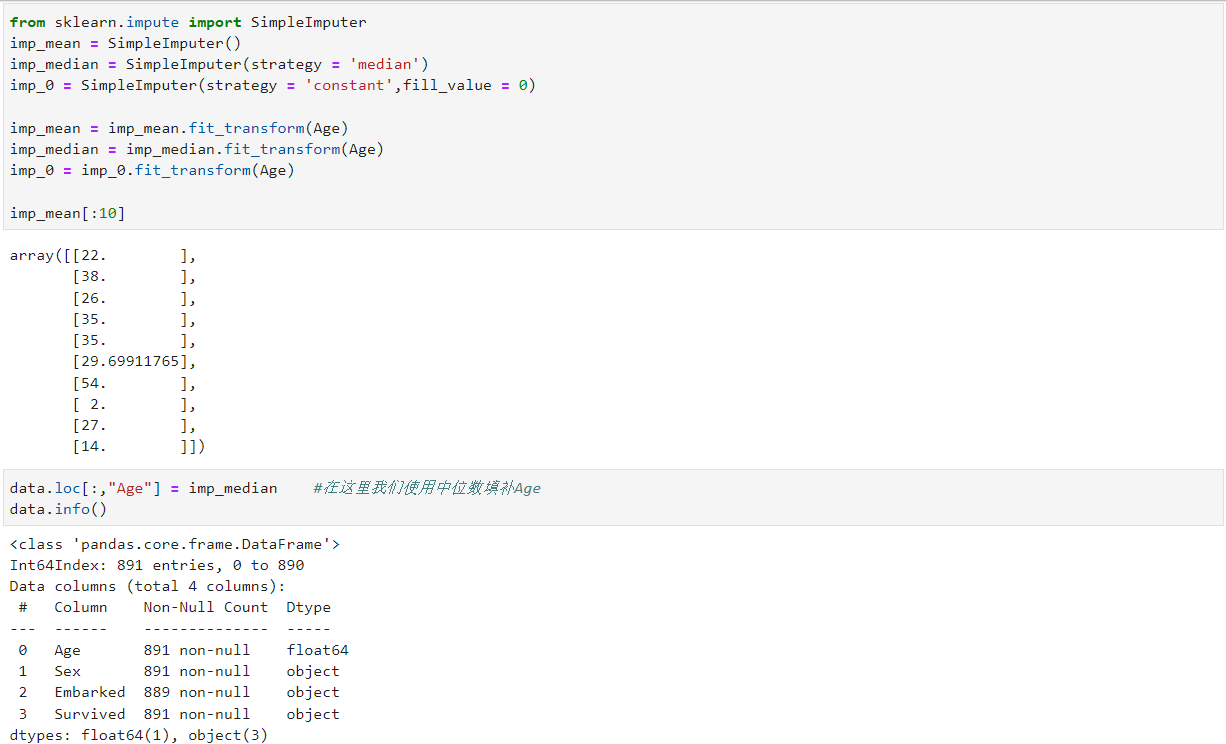 from sklearn.impute import SimpleImputer
imp_mean = SimpleImputer()
imp_median = SimpleImputer(strategy = 'median')
imp_0 = SimpleImputer(strategy = 'constant',fill_value = 0)
imp_mean = imp_mean.fit_transform(Age)
imp_median = imp_median.fit_transform(Age)
imp_0 = imp_0.fit_transform(Age)
imp_mean[:10]
array([[22.        ],
       [38.        ],
       [26.        ],
       [35.        ],
       [35.        ],
       [29.69911765],
       [54.        ],
       [ 2.        ],
       [27.        ],
       [14.        ]])
data.loc[:,"Age"] = imp_median    #在这里我们使用中位数填补Age
data.info()
<class 'pandas.core.frame.DataFrame'>
Int64Index: 891 entries, 0 to 890
Data columns (total 4 columns):
 #   Column    Non-Null Count  Dtype
---  ------    --------------  -----
 0   Age       891 non-null    float64
 1   Sex       891 non-null    object
 2   Embarked  889 non-null    object
 3   Survived  891 non-null    object
dtypes: float64(1), object(3)